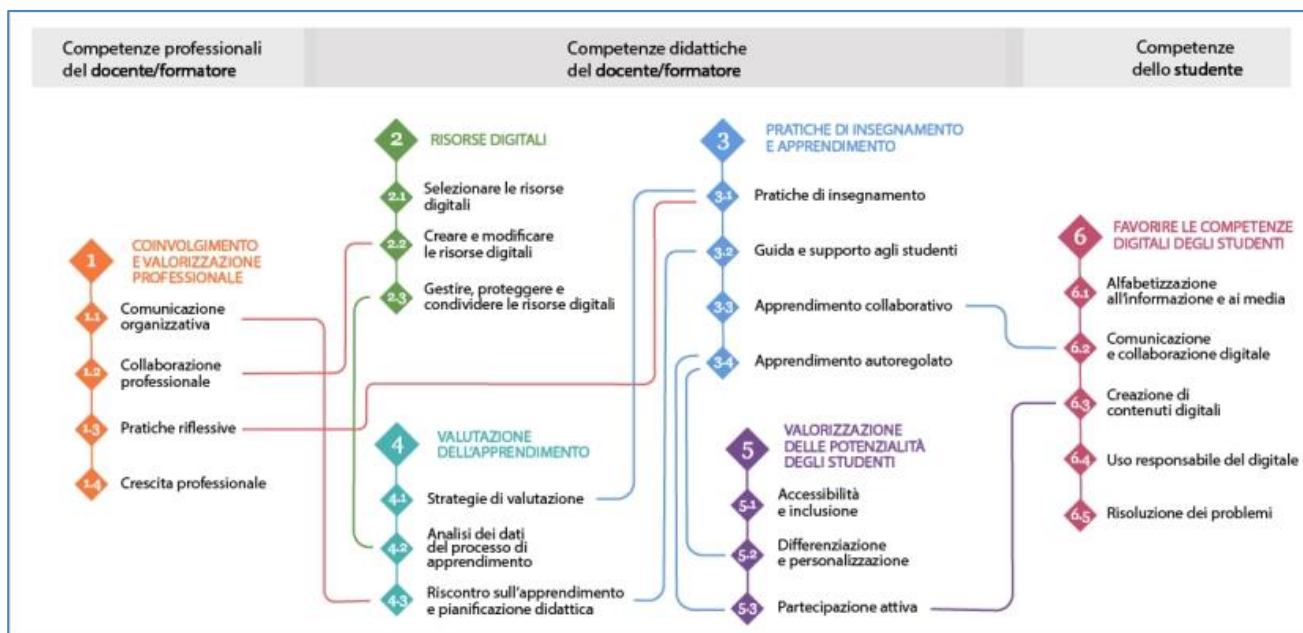 Competenze professionali
del docente/formatore
Competenze didattiche
del docente/formatore
Competenze
dello studente
1
COINVOLGIMENTO
E VALORIZZAZIONE
PROFESSIONALE
1.1
Comunicazione
organizzativa
1.2
Collaborazione
professionale
1.3
Pratiche riflessive
1.4
Crescita professionale
2
RISORSE DIGITALI
2.1
Selezionare le risorse
digitali
2.2
Creare e modificare
le risorse digitali
2.3
Gestire, proteggere e
condividere le risorse digitali
3
PRATICHE DI INSEGNAMENTO
E APPRENDIMENTO
3.1
Pratiche di insegnamento
3.2
Guida e supporto agli studenti
3.3
Apprendimento collaborativo
3.4
Apprendimento autoregolato
4
VALUTAZIONE
DELL'APPRENDIMENTO
4.1
Strategie di valutazione
4.2
Analisi dei dati
del processo di
apprendimento
4.3
Riscontro sull'apprendimento
e pianificazione didattica
5
VALORIZZAZIONE
DELLE POTENZIALITÀ
DEGLI STUDENTI
5.1
Accessibilità
e inclusione
5.2
Differenziazione
e personalizzazione
5.3
Partecipazione attiva
6
FAVORIRE LE COMPETENZE
DIGITALI DEGLI STUDENTI
6.1
Alfabetizzazione
all'informazione e ai media
6.2
Comunicazione
e collaborazione digitale
6.3
Creazione di
contenuti digitali
6.4
Uso responsabile del digitale
6.5
Risoluzione dei problemi